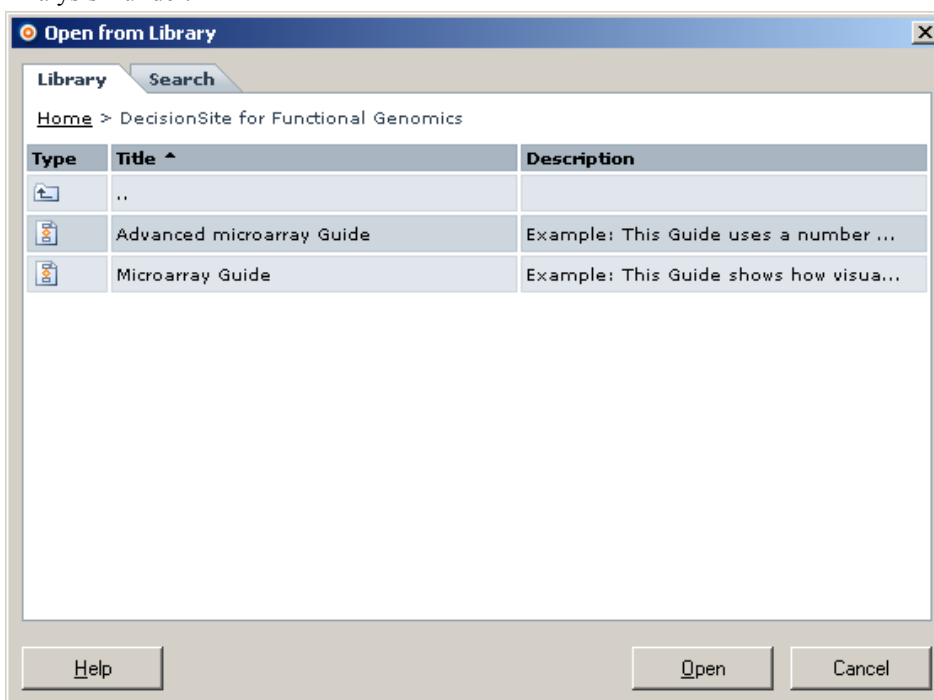 Open from Library
Library Search
Home > DecisionSite for Functional Genomics
Type Title Description
..
Advanced microarray Guide Example: This Guide uses a number ...
Microarray Guide Example: This Guide shows how visua...
Help Open Cancel